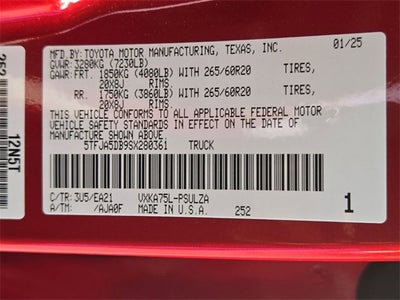 MFD. BY: TOYOTA MOTOR MANUFACTURING, TEXAS, INC. 01/25
GVWR: 3280KG (7230LB)
GAWR: FRT. 1850KG (4080LB) WITH 265/60R20 TIRES,
20X8J RIMS,
RR. 1750KG (3860LB) WITH 265/60R20 TIRES,
20X8J RIMS,
THIS VEHICLE CONFORMS TO ALL APPLICABLE FEDERAL MOTOR
VEHICLE SAFETY STANDARDS IN EFFECT ON THE DATE OF
MANUFACTURE SHOWN ABOVE.
5TFJA5DB9SX280361 TRUCK
C/TR: 3U5/EA21 VXKA75L-PSULZA
A/TM: /AJA0F MADE IN U.S.A. 252 1
1245T